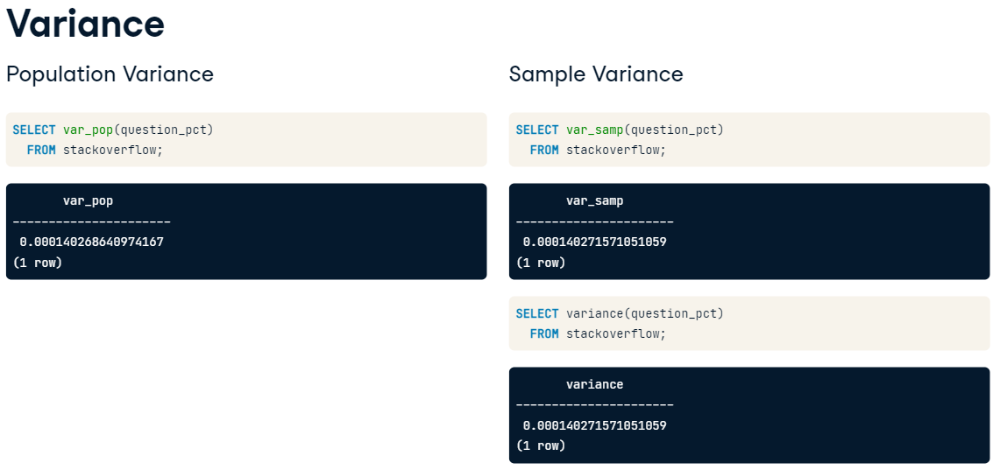 Variance
Population Variance
SELECT var_pop(question_pct)
FROM stackoverflow;
var_pop
----------------------
0.000140268640974167
(1 row)
Sample Variance
SELECT var_samp(question_pct)
FROM stackoverflow;
var_samp
----------------------
0.000140271571051059
(1 row)
SELECT variance(question_pct)
FROM stackoverflow;
variance
----------------------
0.000140271571051059
(1 row)